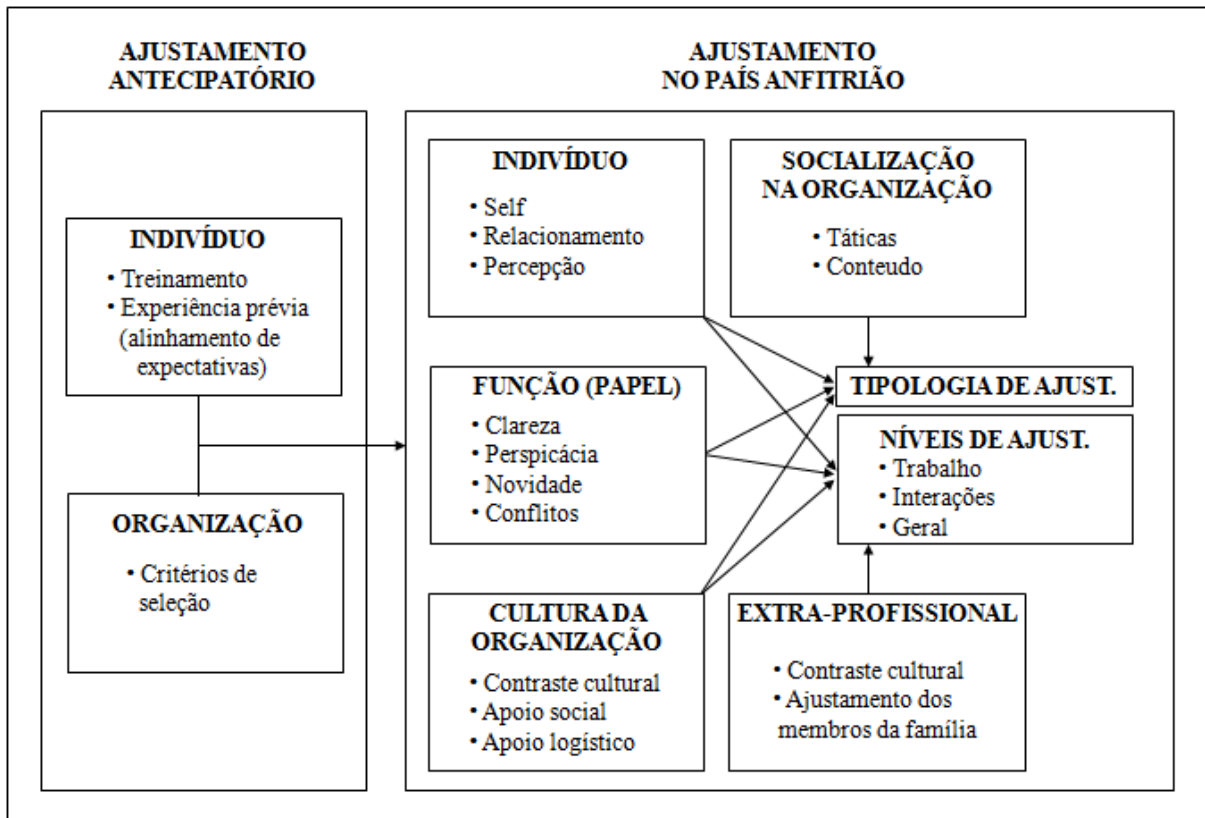 AJUSTAMENTO
ANTECIPATÓRIO
INDIVÍDUO
• Treinamento
• Experiência prévia
(alinhamento de
expectativas)
ORGANIZAÇÃO
• Critérios de
seleção
AJUSTAMENTO
NO PAÍS ANFITRIÃO
INDIVÍDUO
• Self
• Relacionamento
• Percepção
SOCIALIZAÇÃO
NA ORGANIZAÇÃO
• Táticas
• Conteudo
FUNÇÃO (PAPEL)
• Clareza
• Perspicácia
• Novidade
• Conflitos
TIPOLOGIA DE AJUST.
NÍVEIS DE AJUST.
• Trabalho
• Interações
• Geral
CULTURA DA
ORGANIZAÇÃO
• Contraste cultural
• Apoio social
• Apoio logístico
EXTRA-PROFISSIONAL
• Contraste cultural
• Ajustamento dos
membros da família